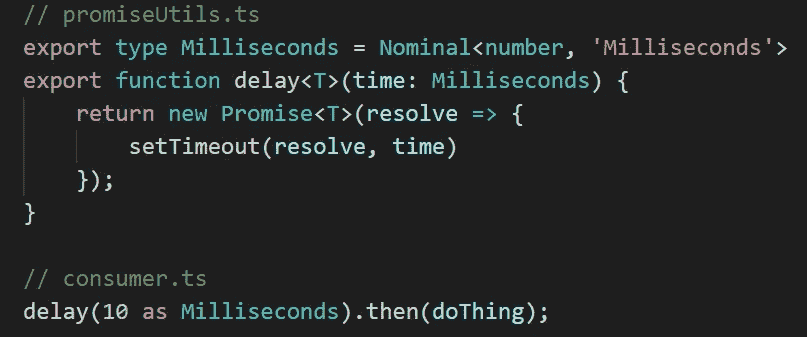 // promiseUtils.ts
export type Milliseconds = Nominal<number, 'Milliseconds'>
export function delay<T>(time: Milliseconds) {
    return new Promise<T>(resolve => {
        setTimeout(resolve, time)
    });
}

// consumer.ts
delay(10 as Milliseconds).then(doThing);